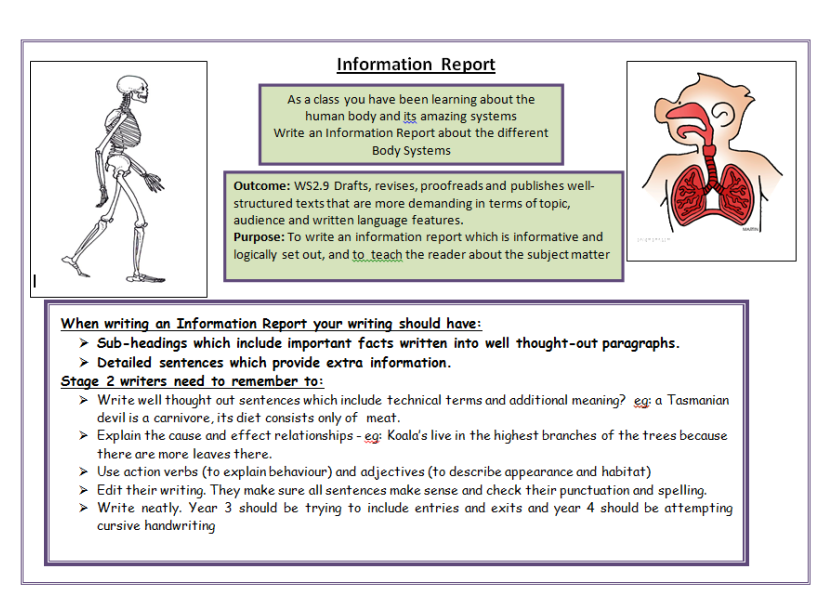 Information Report
As a class you have been learning about the
human body and its amazing systems
Write an Information Report about the different
Body Systems
Outcome: WS2.9 Drafts, revises, proofreads and publishes well-
structured texts that are more demanding in terms of topic,
audience and written language features.
Purpose: To write an information report which is informative and
logically set out, and to teach the reader about the subject matter
When writing an Information Report your writing should have:
➢ Sub-headings which include important facts written into well thought-out paragraphs.
➢ Detailed sentences which provide extra information.
Stage 2 writers need to remember to:
➢ Write well thought out sentences which include technical terms and additional meaning? eg: a Tasmanian
devil is a carnivore, its diet consists only of meat.
➢ Explain the cause and effect relationships - eg: Koala's live in the highest branches of the trees because
there are more leaves there.
➢ Use action verbs (to explain behaviour) and adjectives (to describe appearance and habitat)
➢ Edit their writing. They make sure all sentences make sense and check their punctuation and spelling.
➢ Write neatly. Year 3 should be trying to include entries and exits and year 4 should be attempting
cursive handwriting